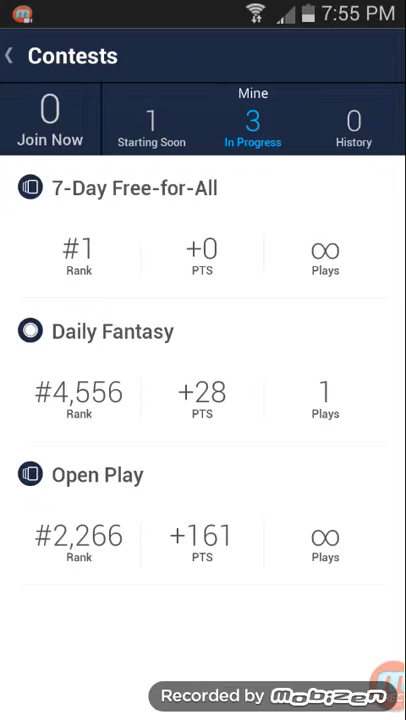 7:55 PM
Contests
Mine
0 1 3 0
Join Now Starting Soon In Progress History
7-Day Free-for-All
#1 +0 ∞
Rank PTS Plays
Daily Fantasy
#4,556 +28 1
Rank PTS Plays
Open Play
#2,266 +161 ∞
Rank PTS Plays
Recorded by mobizen